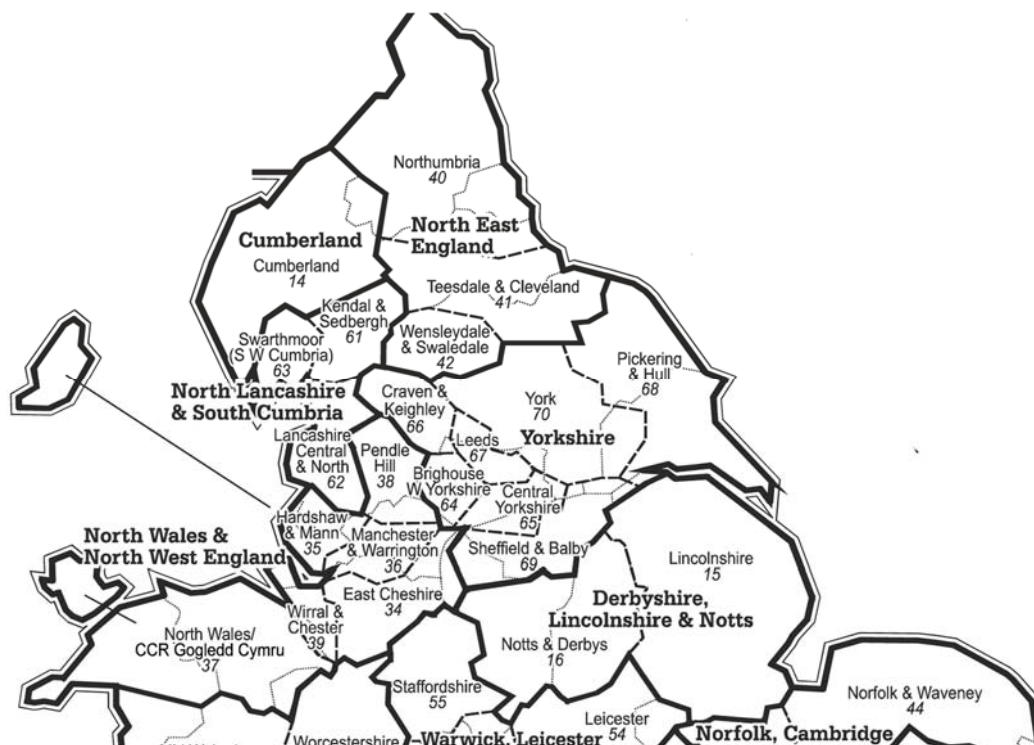 Northumbria
40
North East
England
Cumberland
Cumberland
14
Teesdale & Cleveland
41
Kendal &
Sedbergh
61
Wensleydale
& Swaledale
42
Swarthmoor
(S W Cumbria)
63
Pickering
& Hull
68
North Lancashire
& South Cumbria
Craven &
Keighley
66
York
70
Yorkshire
Lancashire
Central
& North
62
Pendle
Hill
38
Leeds
67
Brighouse
W Yorkshire
64
Central
Yorkshire
65
Hardshaw
& Mann
35
Manchester
& Warrington
36
Sheffield & Balby
69
North Wales &
North West England
Lincolnshire
15
East Cheshire
34
Derbyshire,
Lincolnshire & Notts
Wirral &
Chester
39
North Wales/
CCR Gogledd Cymru
37
Notts & Derbys
16
Staffordshire
55
Norfolk & Waveney
44
Leicester
54
Worcestershire
Warwick, Leicester
Norfolk, Cambridge